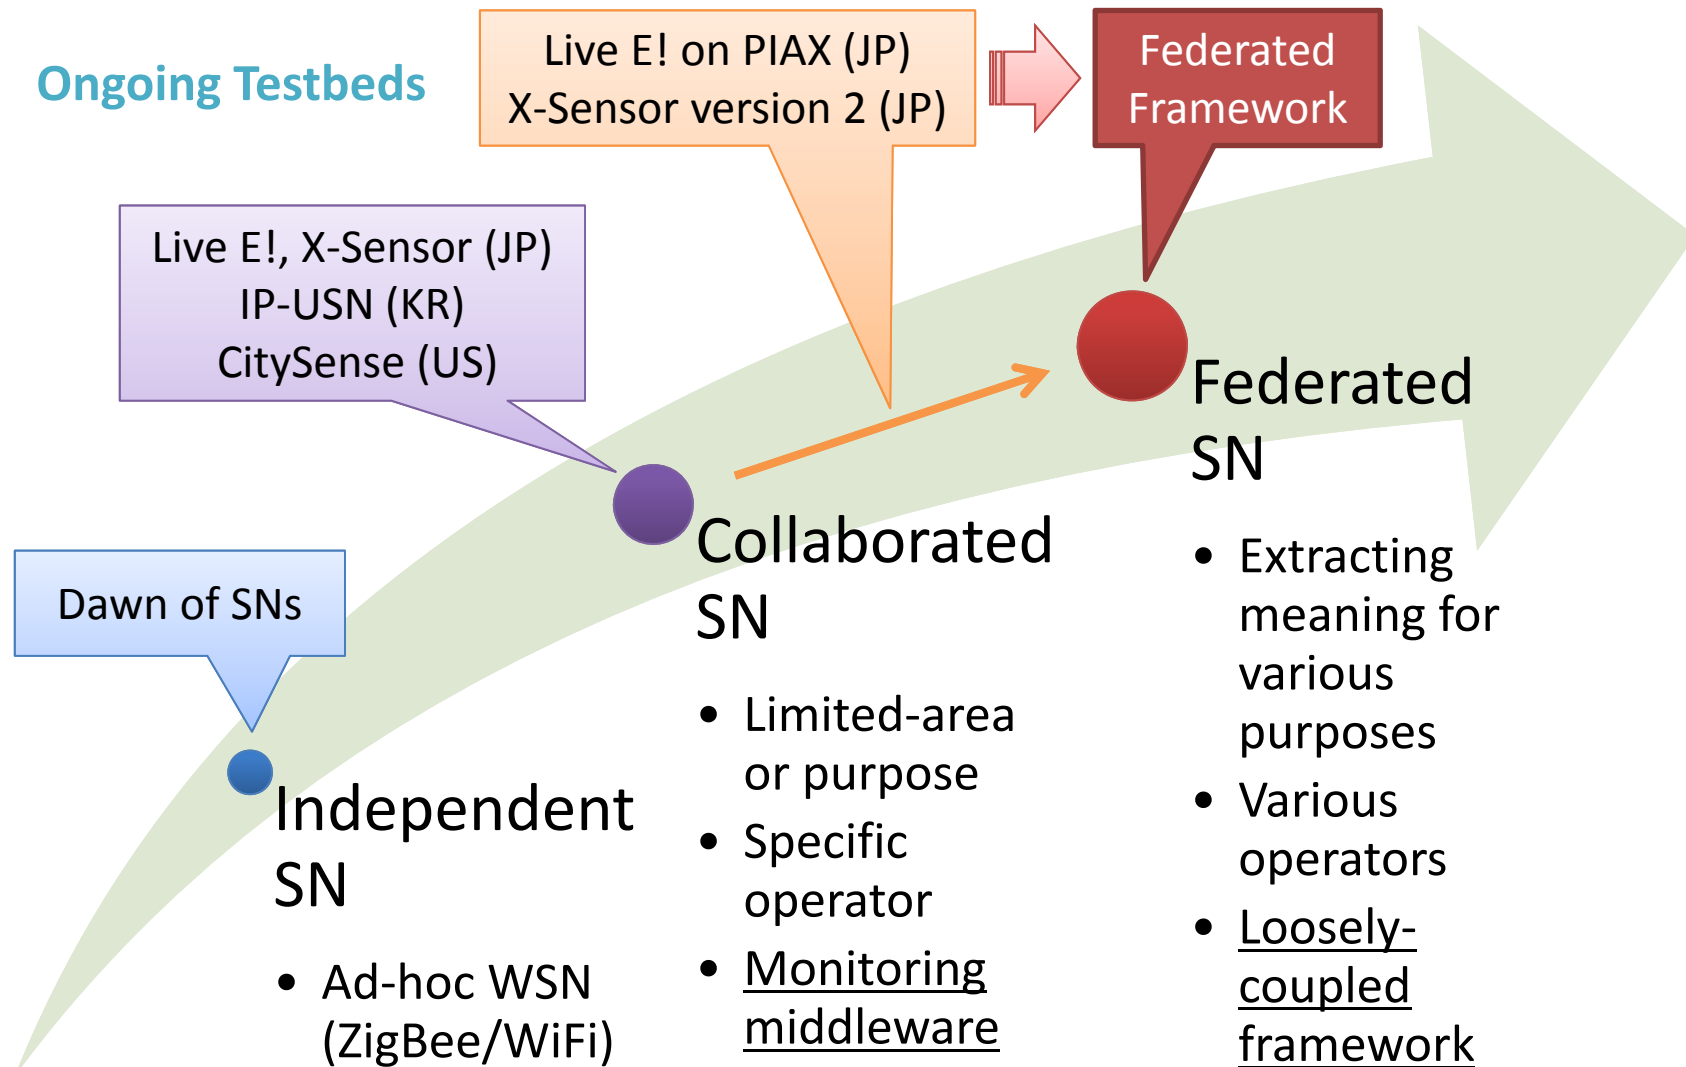 Ongoing Testbeds
Live E! on PIAX (JP)
X-Sensor version 2 (JP)
Federated
Framework
Live E!, X-Sensor (JP)
IP-USN (KR)
CitySense (US)
Dawn of SNs
Independent
SN
• Ad-hoc WSN
(ZigBee/WiFi)
Collaborated
SN
• Limited-area
or purpose
• Specific
operator
• Monitoring
middleware
Federated
SN
• Extracting
meaning for
various
purposes
• Various
operators
• Loosely-
coupled
framework